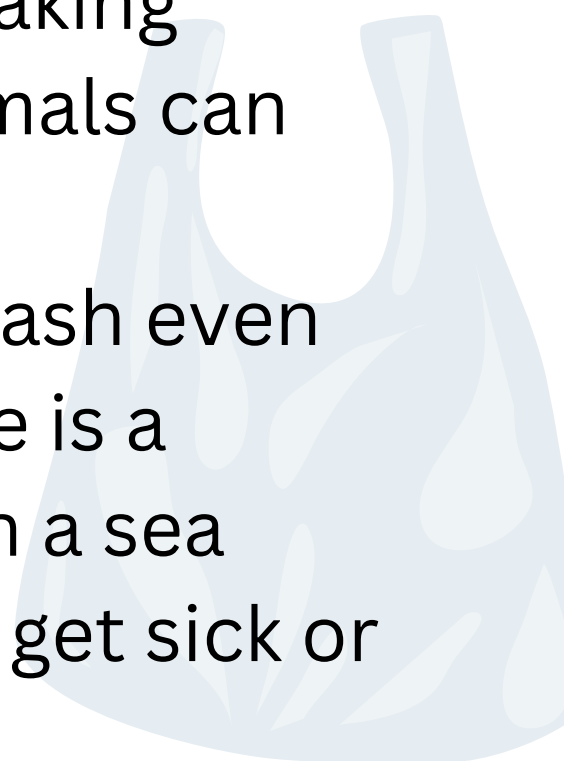 aking
mals can
ash even
e is a
n a sea
get sick or